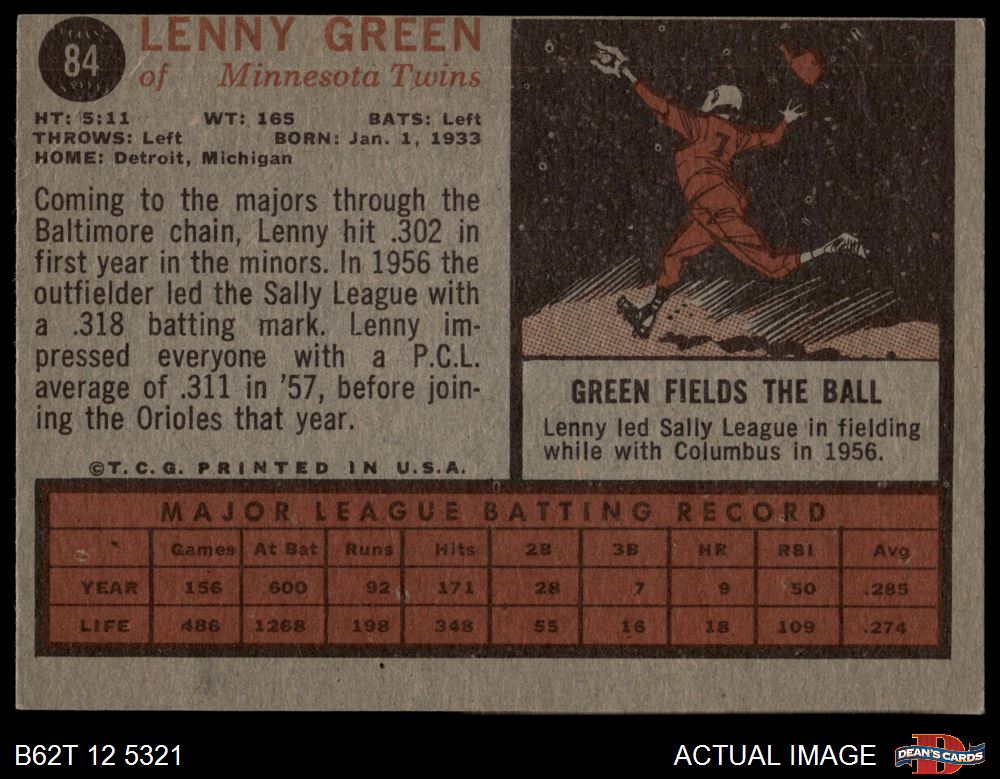 84
LENNY GREEN
of Minnesota Twins
HT: 5:11 WT: 165 BATS: Left
THROWS: Left BORN: Jan. 1, 1933
HOME: Detroit, Michigan
Coming to the majors through the
Baltimore chain, Lenny hit .302 in
first year in the minors. In 1956 the
outfielder led the Sally League with
a .318 batting mark. Lenny im-
pressed everyone with a P.C.L.
average of .311 in '57, before join-
ing the Orioles that year.
©T.C.G. PRINTED IN U.S.A.
7
GREEN FIELDS THE BALL
Lenny led Sally League in fielding
while with Columbus in 1956.
MAJOR LEAGUE BATTING RECORD
Games At Bat Runs Hits 2B 3B HR RBI Avg
YEAR 156 600 92 171 28 7 9 50 .285
LIFE 486 1268 198 348 55 16 18 109 .274
B62T 12 5321
ACTUAL IMAGE
D
DEAN'S CARDS